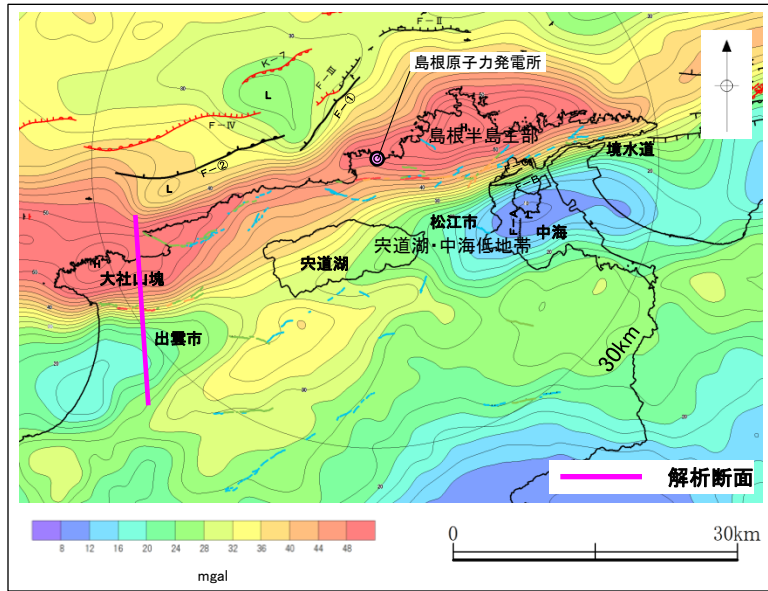 F-Ⅱ
K-7
F-Ⅲ
島根原子力発電所
L
F-①
F-Ⅳ
島根半島主部
境水道
F-②
L
F-B
松江市
F-A
中海
宍道湖・中海低地帯
宍道湖
H
大社山塊
出雲市
30km
解析断面
0 30km
8 12 16 20 24 28 32 36 40 44 48
mgal